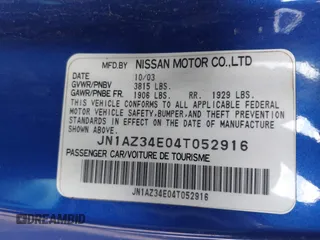 MFD.BY NISSAN MOTOR CO.,LTD
DATE 10/03
GVWR/PNBV 3815 LBS.
GAWR/PNBE FR. 1906 LBS. RR. 1929 LBS.
THIS VEHICLE CONFORMS TO ALL APPLICABLE FEDERAL
MOTOR VEHICLE SAFETY,BUMPER,AND THEFT PREVENTION
STANDARDS IN EFFECT ON THE DATE OF MANUFACTURE
SHOWN ABOVE.
JN1AZ34E04T052916
PASSENGER CAR/VOITURE DE TOURISME
JN1AZ34E04T052916
DREAMBID